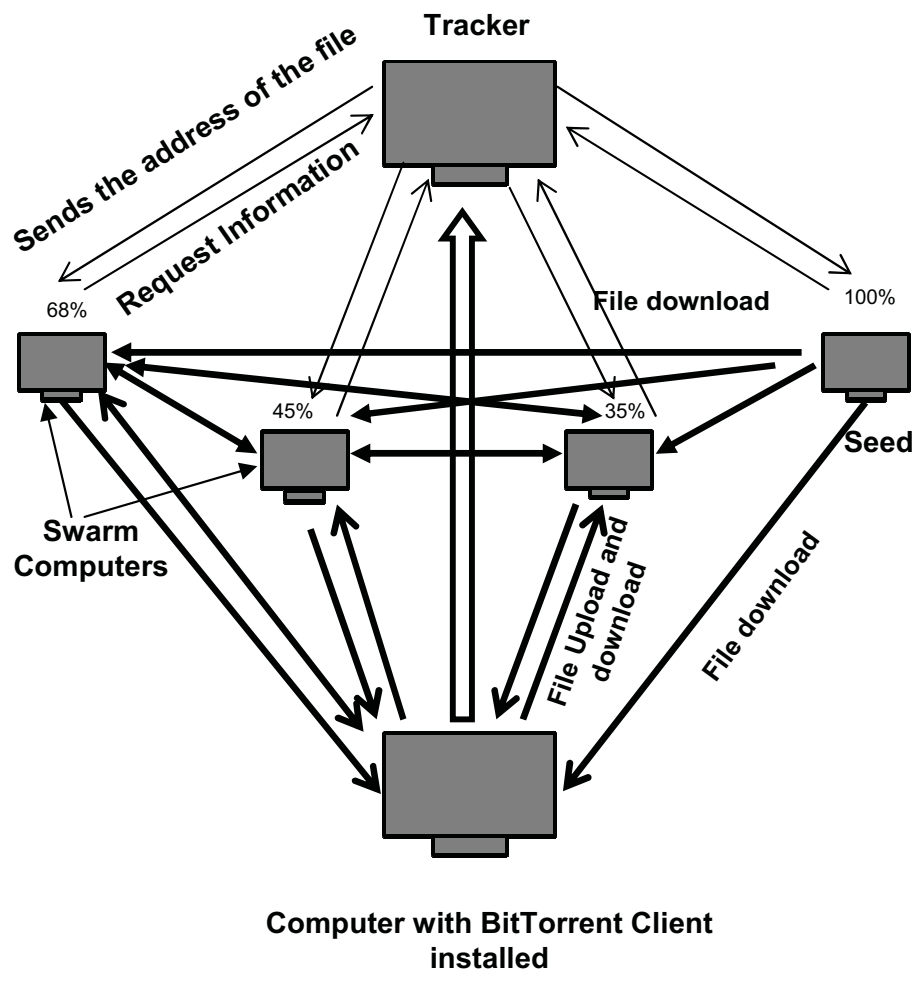 Tracker
Sends the address of the file
Request Information
68%
File download
100%
45%
35%
Seed
Swarm
Computers
File Upload and
download
File download
Computer with BitTorrent Client
installed